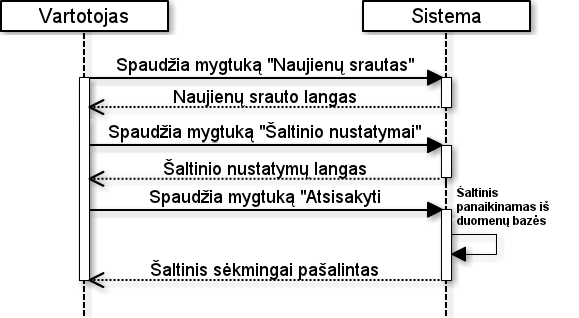 Vartotojas
Sistema
Spaudžia mygtuką "Naujienų srautas"
Naujienų srauto langas
Spaudžia mygtuką "Šaltinio nustatymai"
Šaltinio nustatymų langas
Spaudžia mygtuką "Atsisakyti
Šaltinis
panaikinamas iš
duomenų bazės
Šaltinis sėkmingai pašalintas